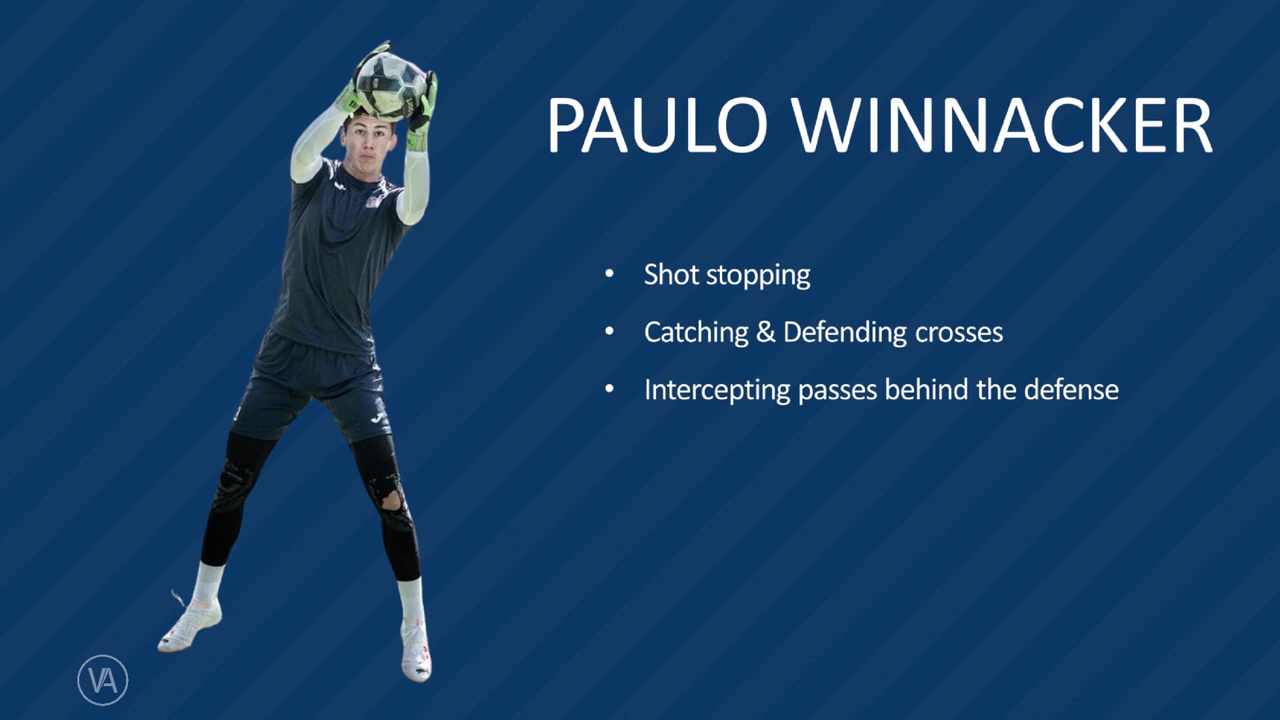 PAULO WINNACKER
• Shot stopping
• Catching & Defending crosses
• Intercepting passes behind the defense
VA